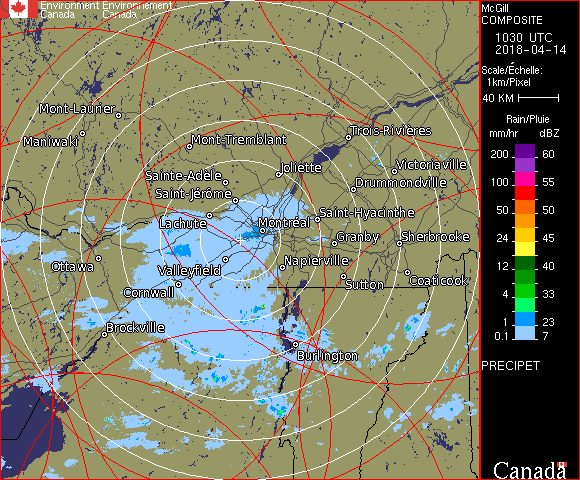 Environment Environnement
Canada Canada
McGill
COMPOSITE
1030 UTC
2018-04-14
Scale/Échelle:
1km/Pixel
40 KM
Rain/Pluie
mm/hr dBZ
200 60
100 55
50 50
24 45
12 40
4 33
1 23
0.1 7
PRECIPET
Canada
Mont-Laurier
Maniwaki
Mont-Tremblant
Trois-Rivières
Sainte-Adèle
Joliette
Victoriaville
Saint-Jérôme
Drummondville
Lachute
Montréal
Saint-Hyacinthe
Granby
Sherbrooke
Ottawa
Valleyfield
Napierville
Cornwall
Sutton
Coaticook
Brockville
Burlington